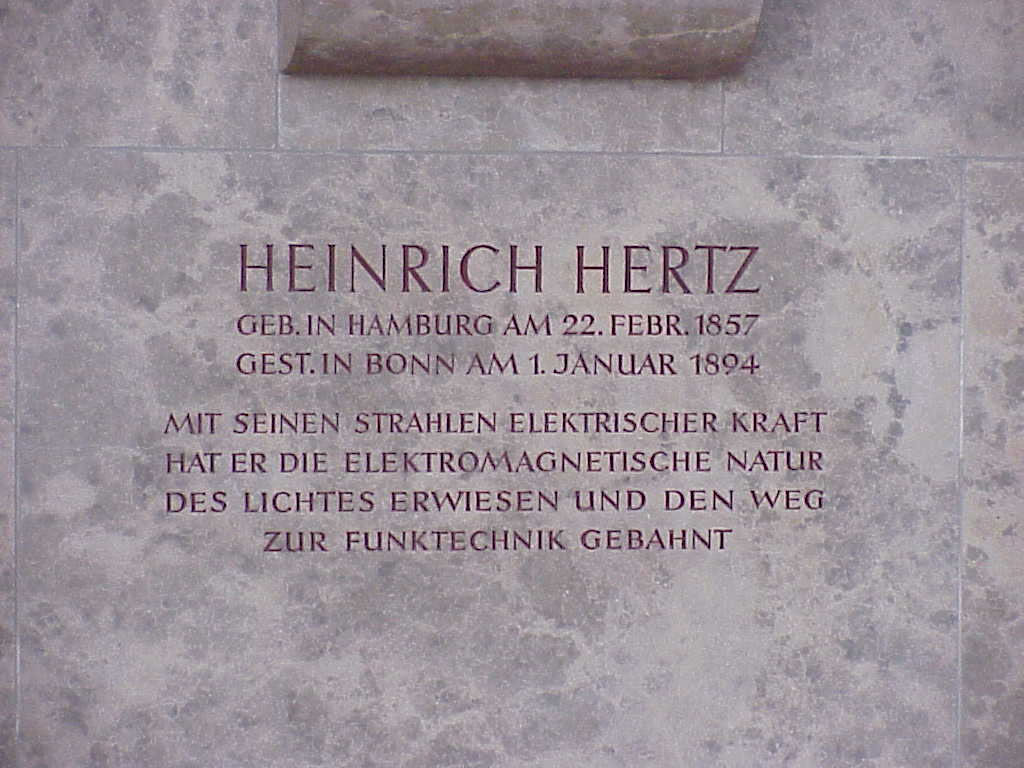 HEINRICH HERTZ
GEB. IN HAMBURG AM 22. FEBR. 1857
GEST. IN BONN AM 1. JANUAR 1894
MIT SEINEN STRAHLEN ELEKTRISCHER KRAFT
HAT ER DIE ELEKTROMAGNETISCHE NATUR
DES LICHTES ERWIESEN UND DEN WEG
ZUR FUNKTECHNIK GEBAHNT